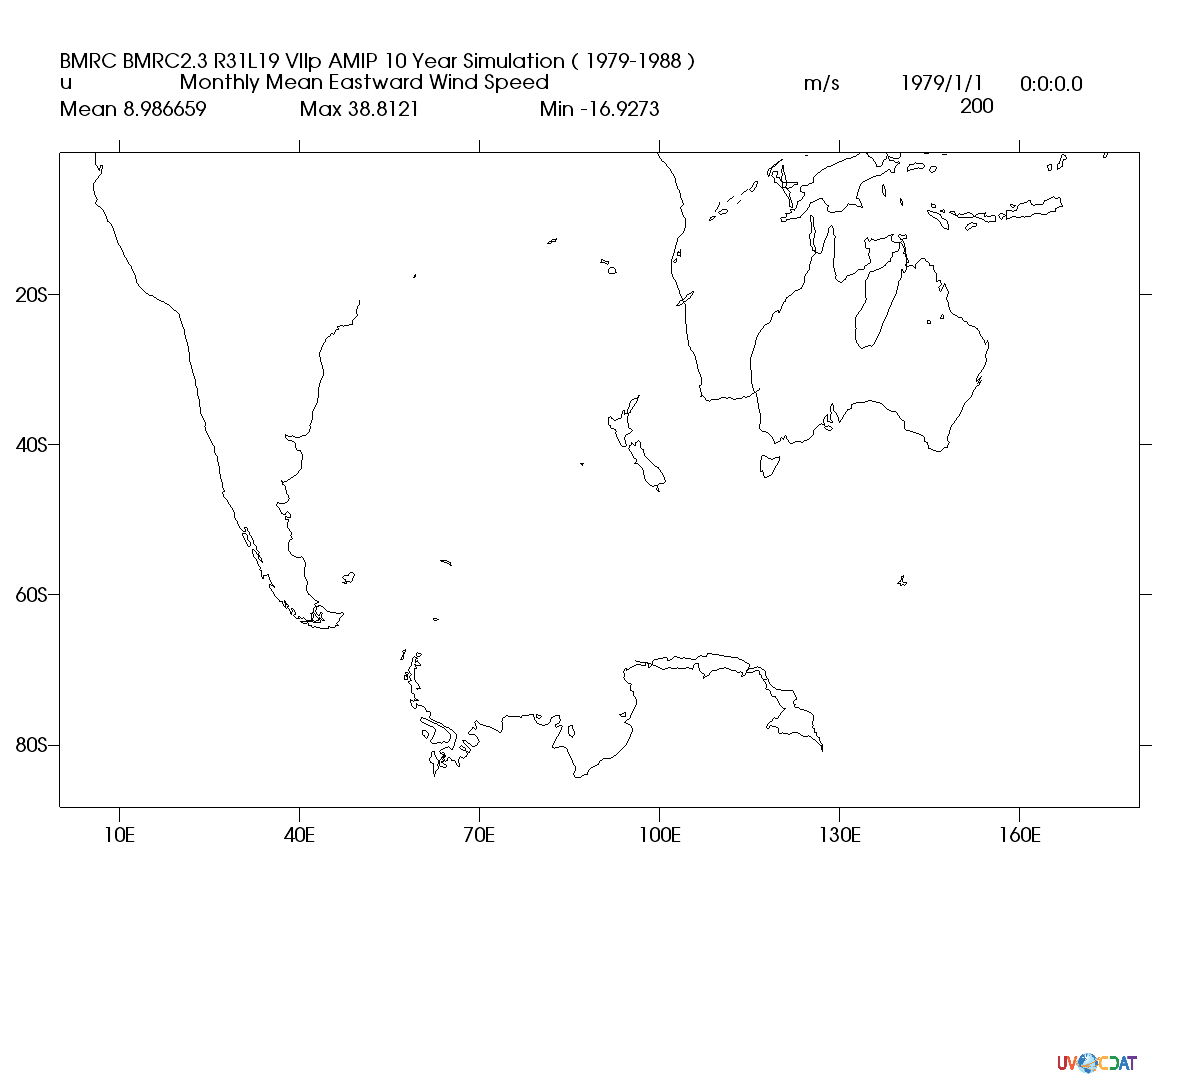 BMRC BMRC2.3 R31L19 VIIp AMIP 10 Year Simulation ( 1979-1988 )
u Monthly Mean Eastward Wind Speed m/s 1979/1/1 0:0:0.0
Mean 8.986659 Max 38.8121 Min -16.9273 200
20S
40S
60S
80S
10E 40E 70E 100E 130E 160E
UVCDAT